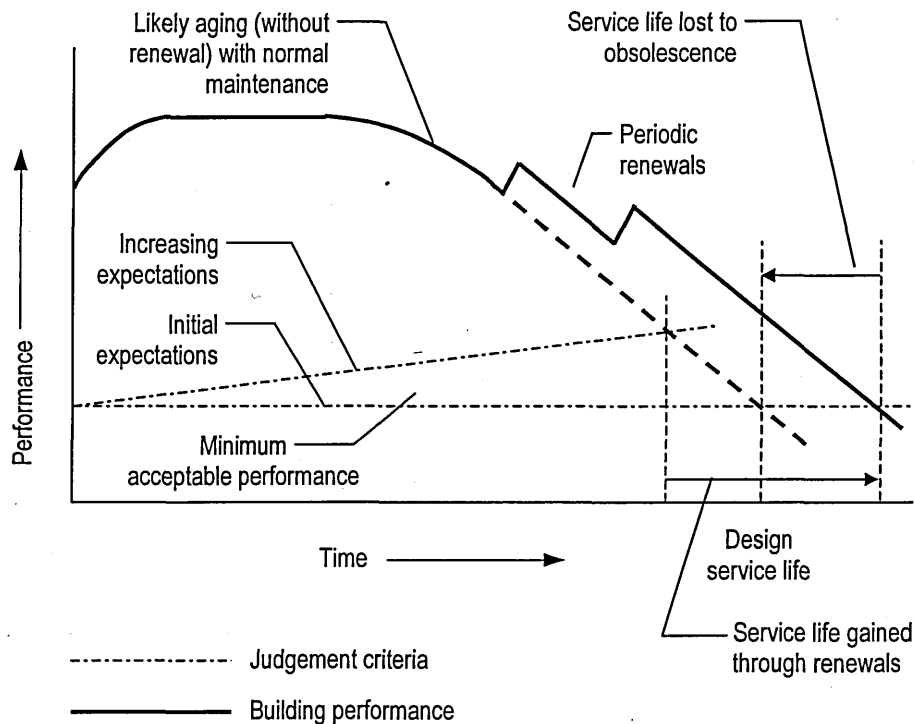 Likely aging (without
renewal) with normal
maintenance
Service life lost to
obsolescence
Periodic
renewals
Increasing
expectations
Initial
expectations
Minimum
acceptable performance
Performance
Time
Design
service life
Service life gained
through renewals
Judgement criteria
Building performance